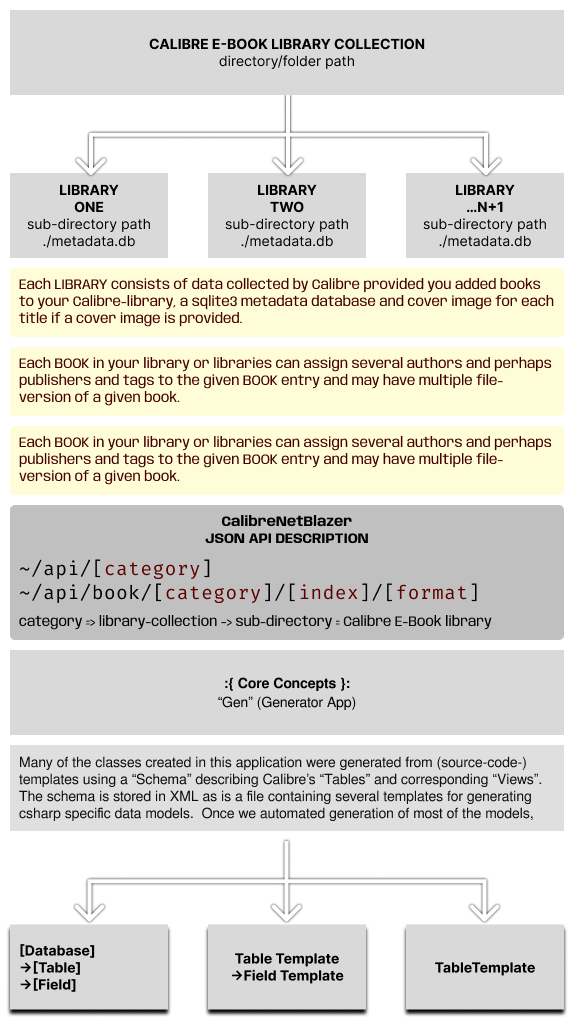 CALIBRE E-BOOK LIBRARY COLLECTION
directory/folder path
LIBRARY
ONE
sub-directory path
./metadata.db
LIBRARY
TWO
sub-directory path
./metadata.db
LIBRARY
...N+1
sub-directory path
./metadata.db
Each LIBRARY consists of data collected by Calibre provided you added books
to your Calibre-library, a sqlite3 metadata database and cover image for each
title if a cover image is provided.
Each BOOK in your library or libraries can assign several authors and perhaps
publishers and tags to the given BOOK entry and may have multiple file-
version of a given book.
Each BOOK in your library or libraries can assign several authors and perhaps
publishers and tags to the given BOOK entry and may have multiple file-
version of a given book.
CalibreNetBlazer
JSON API DESCRIPTION
~/api/[category]
~/api/book/[category]/[index]/[format]
category => library-collection -> sub-directory = Calibre E-Book library
:{ Core Concepts }:
“Gen” (Generator App)
Many of the classes created in this application were generated from (source-code-)
templates using a “Schema” describing Calibre’s “Tables” and corresponding “Views”.
The schema is stored in XML as is a file containing several templates for generating
csharp specific data models.  Once we automated generation of most of the models,
[Database]
→[Table]
→[Field]
Table Template
→Field Template
TableTemplate